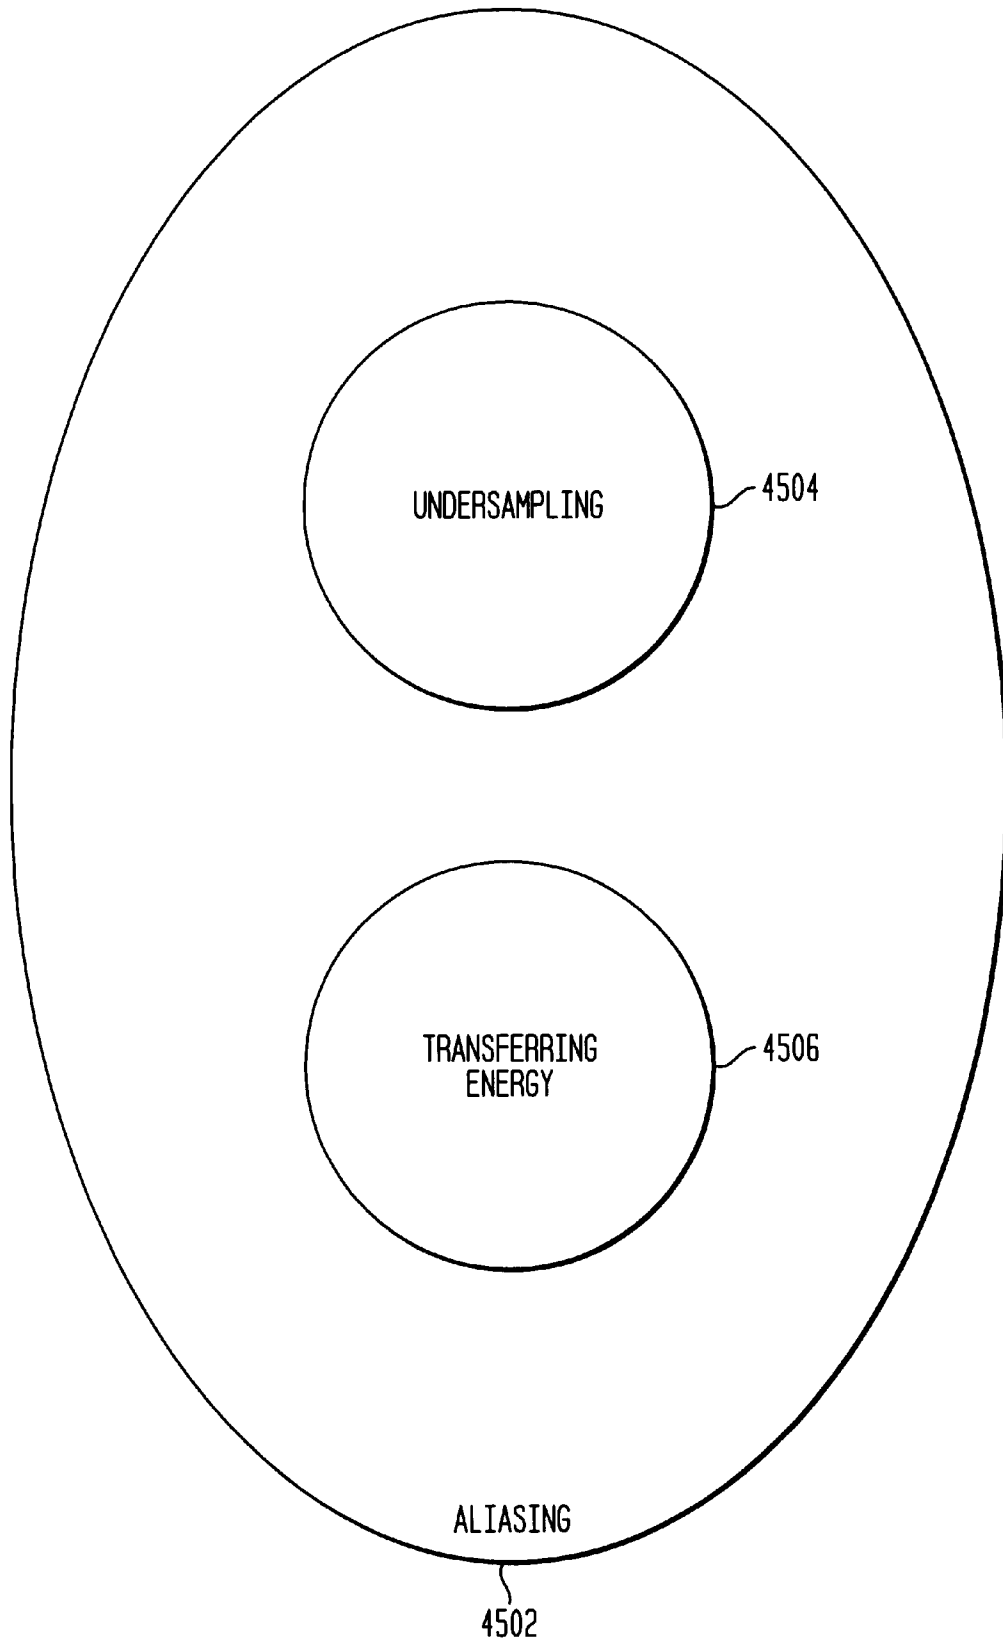 UNDERSAMPLING
4504
TRANSFERRING
ENERGY
4506
ALIASING
4502